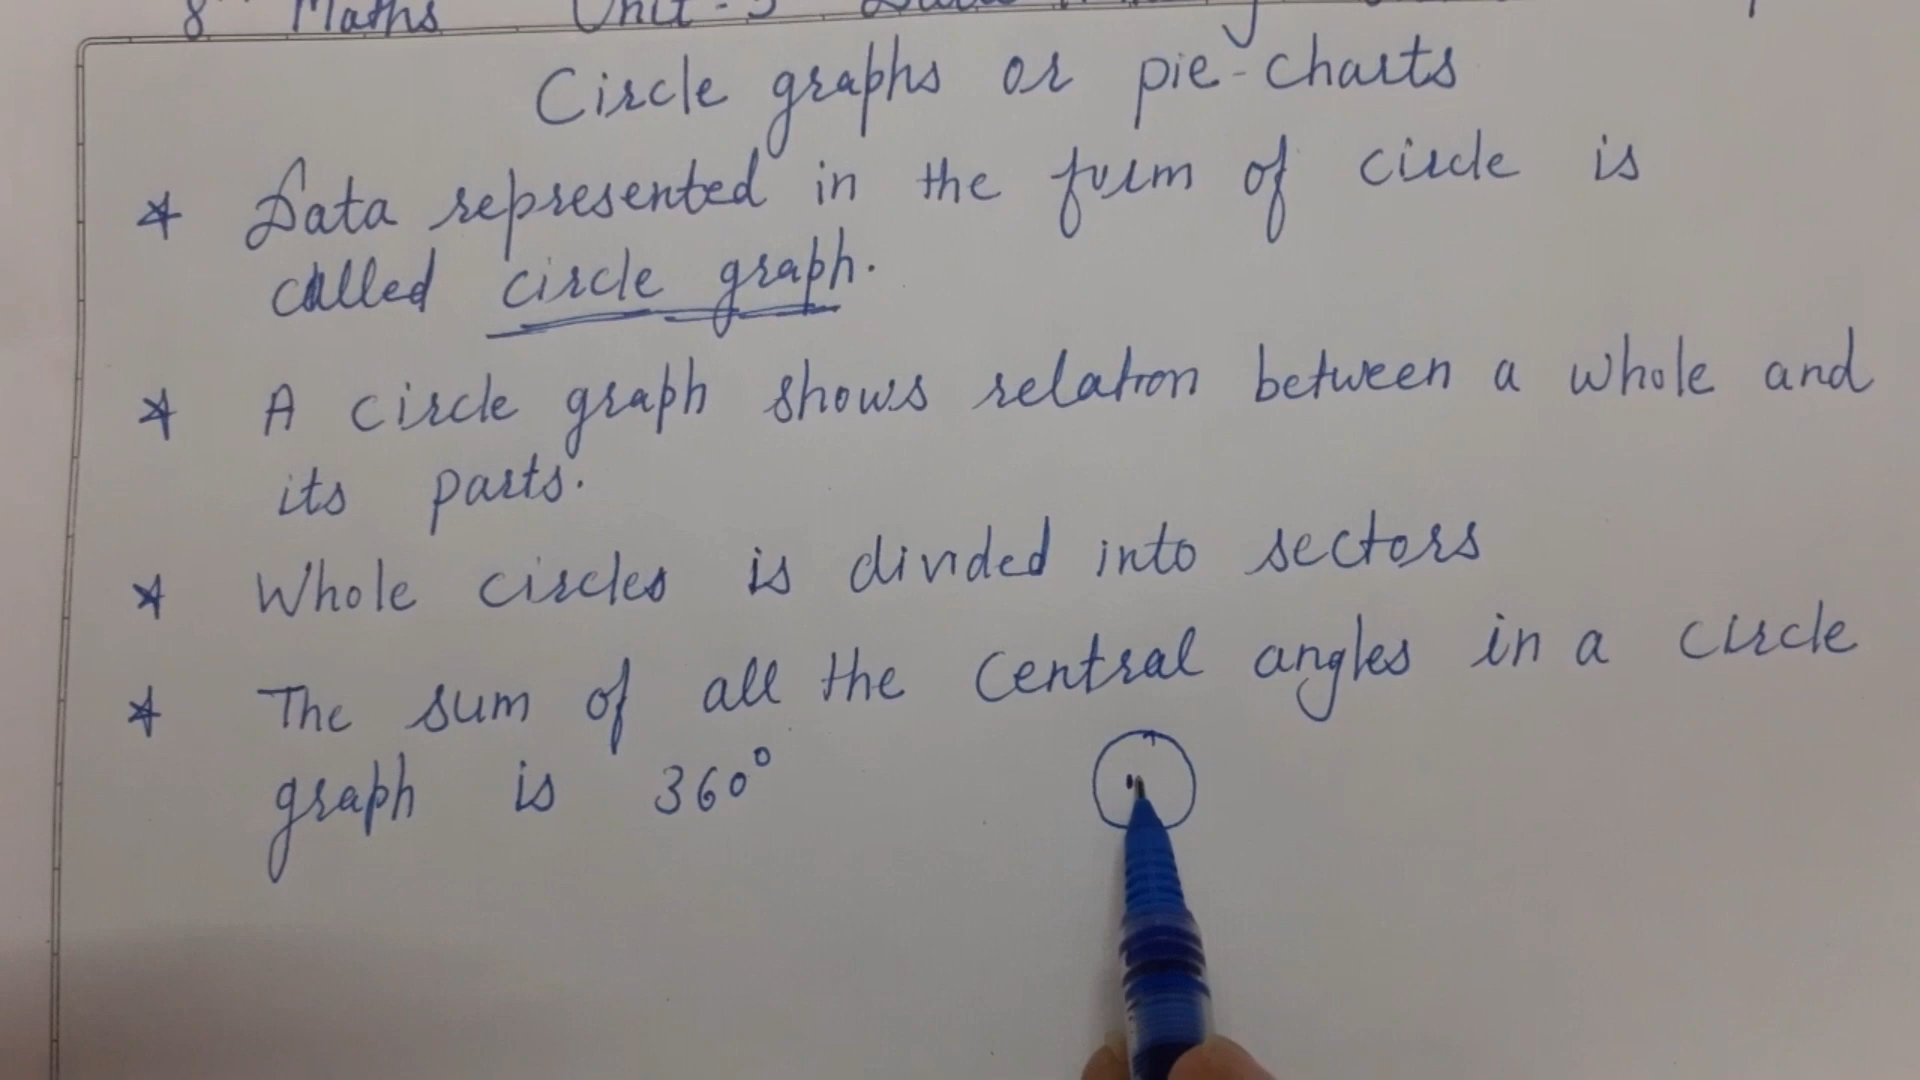 8 Maths Unit - 5
Circle graphs or pie-charts
* Data represented in the form of circle is
called circle graph.
* A circle graph shows relation between a whole and
its parts.
* Whole circles is divided into sectors
* The sum of all the central angles in a circle
graph is 360°